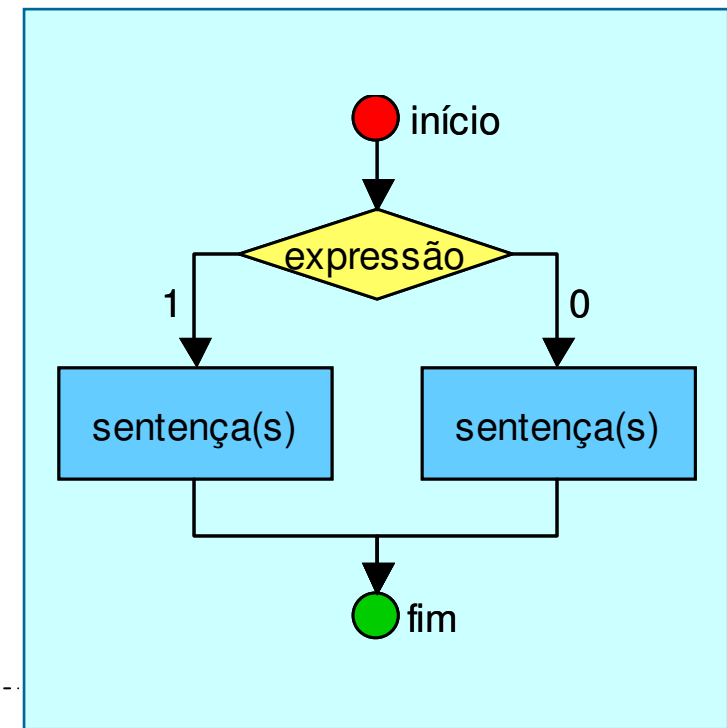 início
expressão
1
0
sentença(s)
sentença(s)
fim